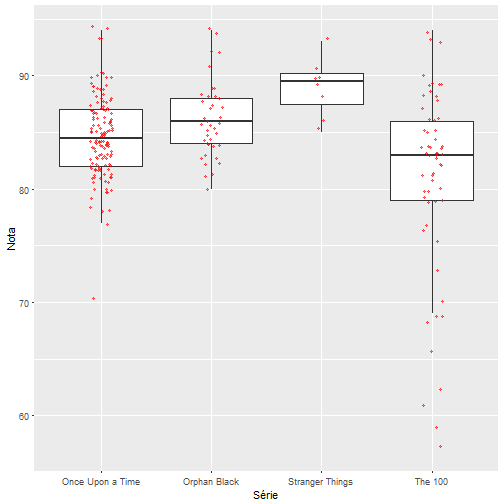 90
80
70
60
Nota
Once Upon a Time
Orphan Black
Stranger Things
The 100
Série